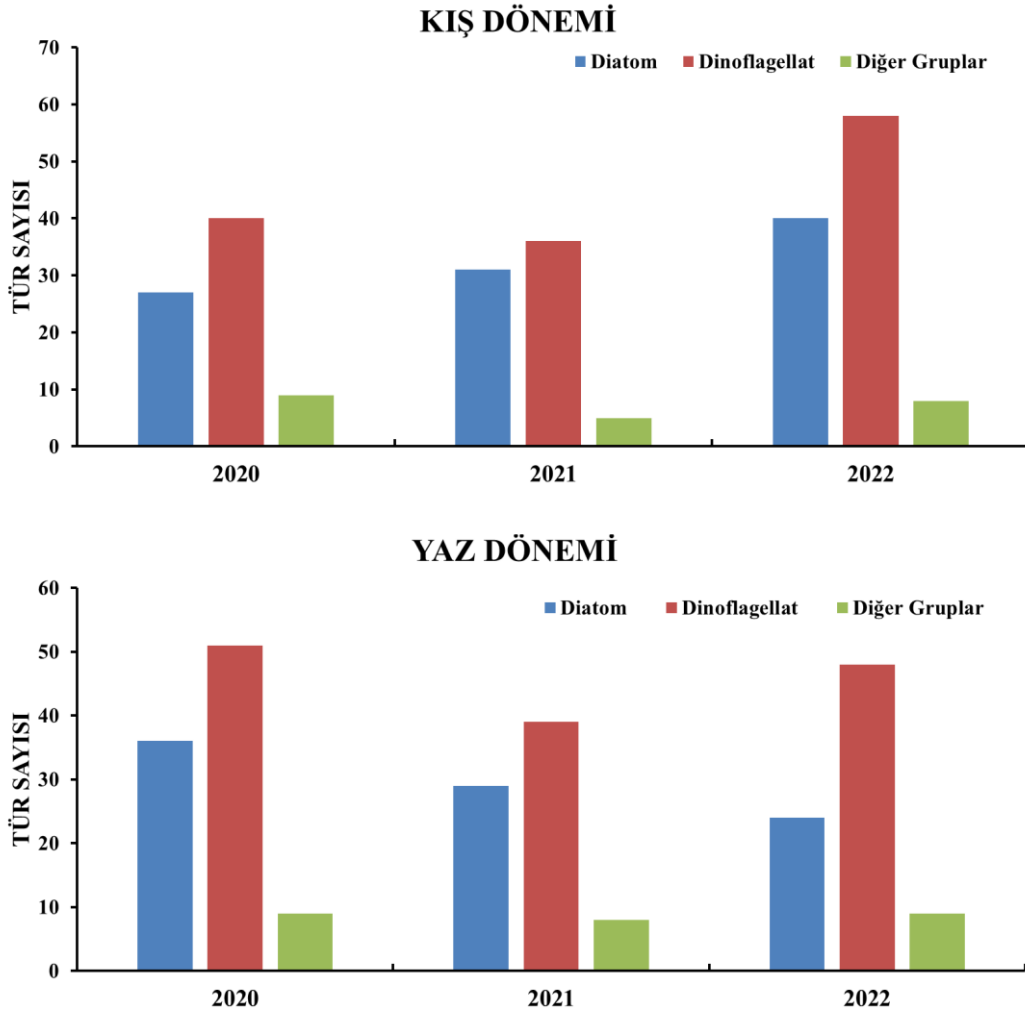 KIŞ DÖNEMİ
Diatom Dinoflagellat Diğer Gruplar
TÜR SAYISI
70
60
50
40
30
20
10
0
2020 2021 2022
YAZ DÖNEMİ
Diatom Dinoflagellat Diğer Gruplar
TÜR SAYISI
60
50
40
30
20
10
0
2020 2021 2022